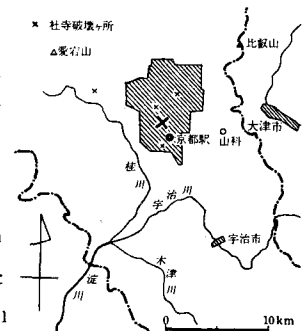 × 社寺破壊ヶ所
△愛宕山
比叡山
大津市
京都駅
山科
桂川
宇治川
宇治市
木津川
淀川
0 10km